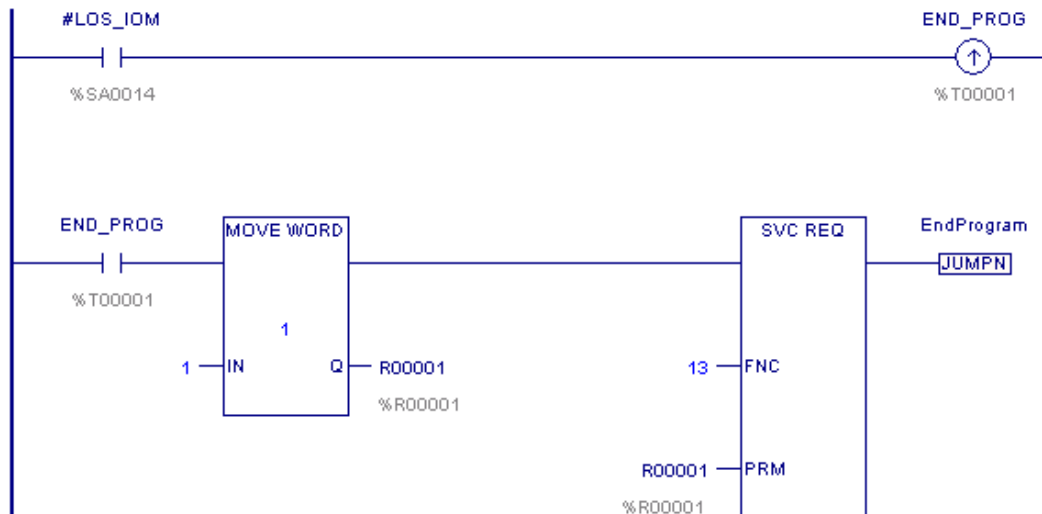 #LOS_IOM END_PROG
%SA0014 %T00001
END_PROG MOVE WORD SVC REQ EndProgram
JUMPN
%T00001
1
1 IN Q R00001 13 FNC
%R00001
R00001 PRM
%R00001